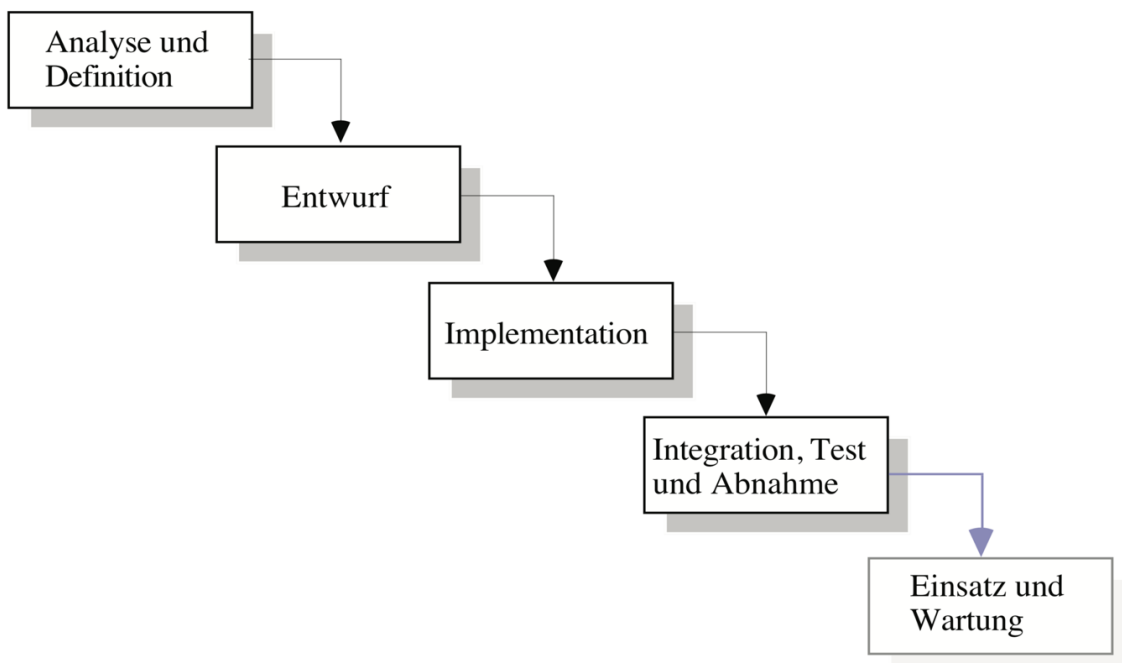 Analyse und
Definition
Entwurf
Implementation
Integration, Test
und Abnahme
Einsatz und
Wartung